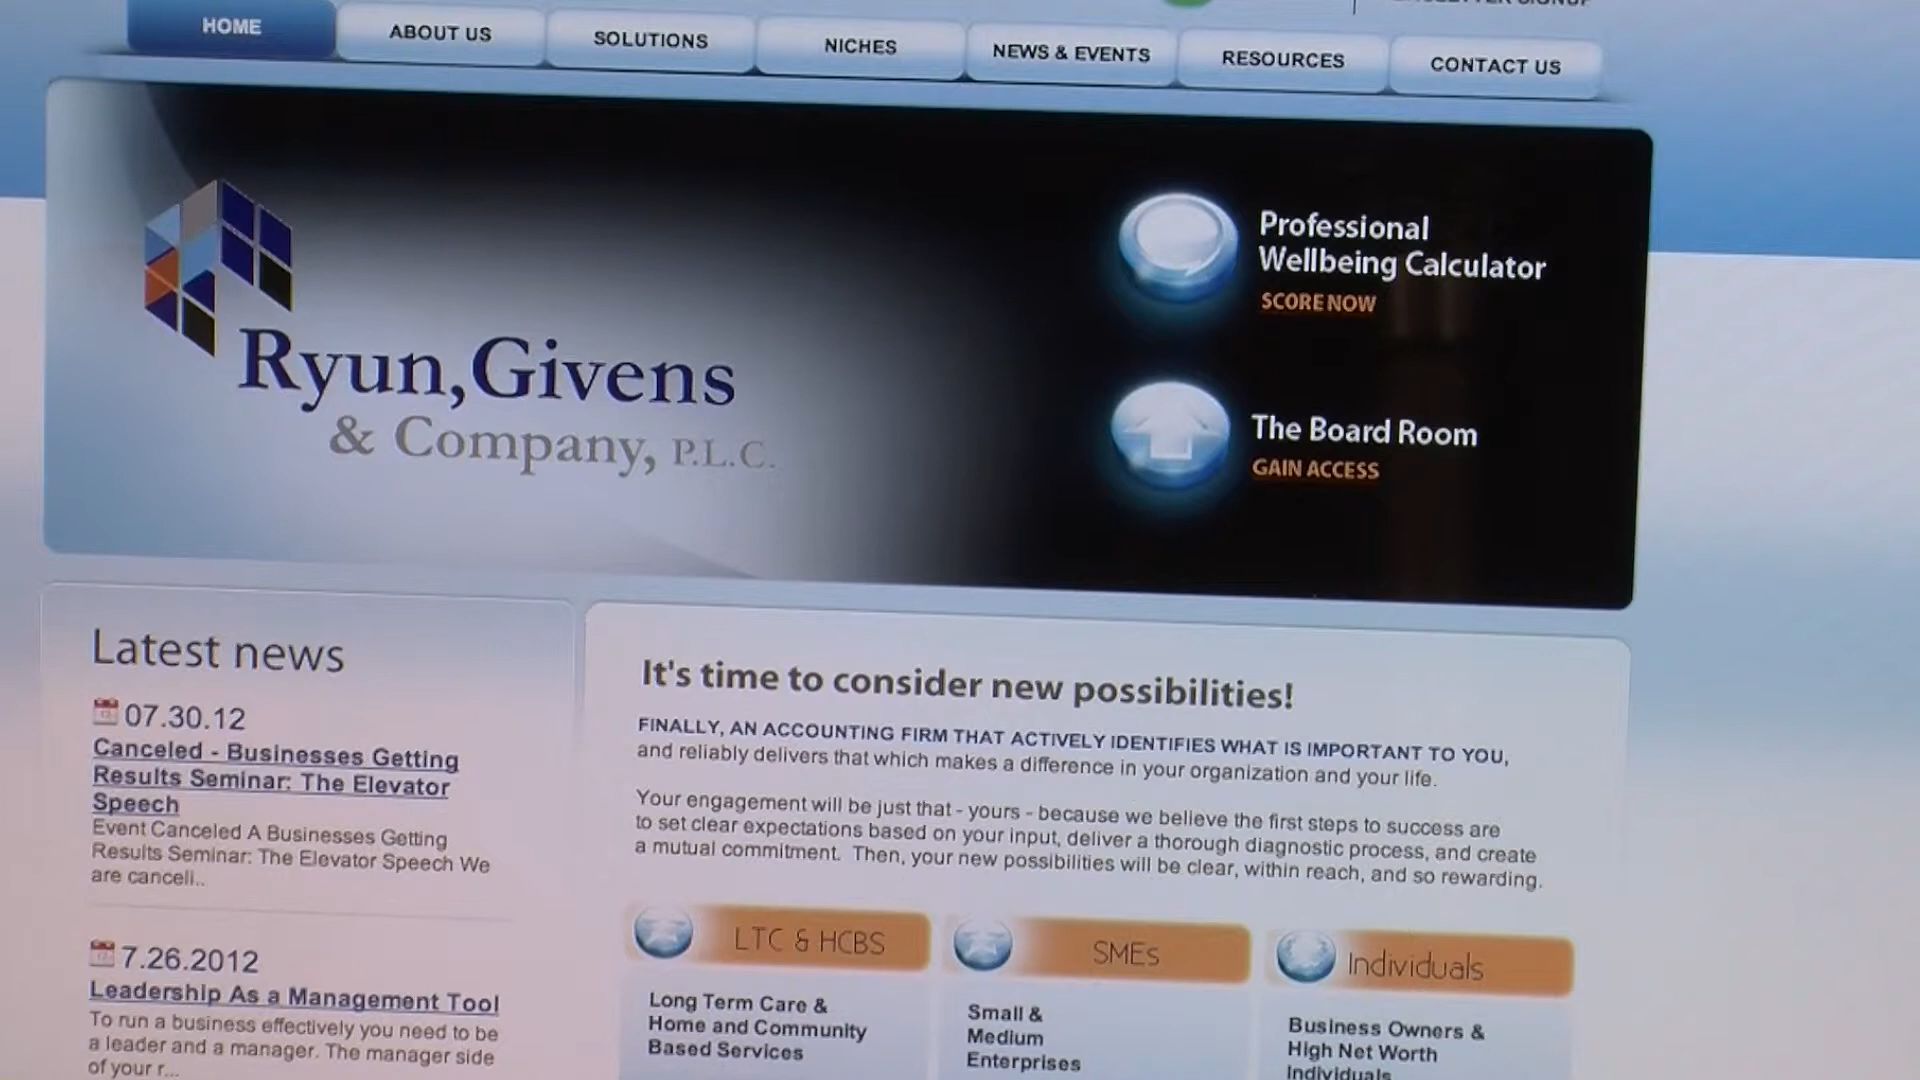 HOME
ABOUT US
SOLUTIONS
NICHES
NEWS & EVENTS
RESOURCES
CONTACT US
Ryun, Givens
& Company, P.L.C.
Professional
Wellbeing Calculator
SCORE NOW
The Board Room
GAIN ACCESS
Latest news
07.30.12
Canceled - Businesses Getting
Results Seminar: The Elevator
Speech
Event Canceled A Businesses Getting
Results Seminar: The Elevator Speech We
are canceli..
7.26.2012
Leadership As a Management Tool
To run a business effectively you need to be
a leader and a manager. The manager side
of your r...
It's time to consider new possibilities!
FINALLY, AN ACCOUNTING FIRM THAT ACTIVELY IDENTIFIES WHAT IS IMPORTANT TO YOU,
and reliably delivers that which makes a difference in your organization and your life.
Your engagement will be just that - yours - because we believe the first steps to success are
to set clear expectations based on your input, deliver a thorough diagnostic process, and create
a mutual commitment. Then, your new possibilities will be clear, within reach, and so rewarding.
LTC & HCBS
Long Term Care &
Home and Community
Based Services
SMEs
Small &
Medium
Enterprises
Individuals
Business Owners &
High Net Worth
Individuals